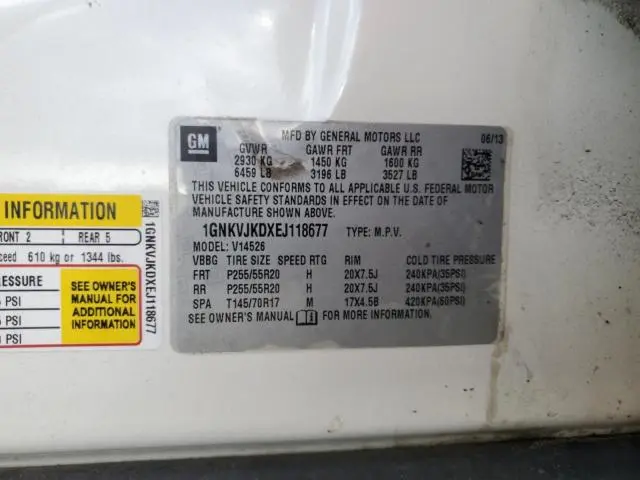 INFORMATION
RONT 2 REAR 5
ceed 610 kg or 1344 lbs.
ESSURE
PSI
PSI
PSI
SEE OWNER'S
MANUAL FOR
ADDITIONAL
INFORMATION
1GNKVJKDXEJ118677
GM
MFD BY GENERAL MOTORS LLC 06/13
GVWR GAWR FRT GAWR RR
2930 KG 1450 KG 1600 KG
6459 LB 3196 LB 3527 LB
THIS VEHICLE CONFORMS TO ALL APPLICABLE U.S. FEDERAL MOTOR
VEHICLE SAFETY STANDARDS IN EFFECT ON THE DATE OF
MANUFACTURE SHOWN ABOVE.
1GNKVJKDXEJ118677 TYPE: M.P.V.
MODEL: V14526
VBBG TIRE SIZE SPEED RTG RIM COLD TIRE PRESSURE
FRT P255/55R20 H 20X7.5J 240KPA(35PSI)
RR P255/55R20 H 20X7.5J 240KPA(35PSI)
SPA T145/70R17 M 17X4.5B 420KPA(60PSI)
SEE OWNER'S MANUAL FOR MORE INFORMATION.